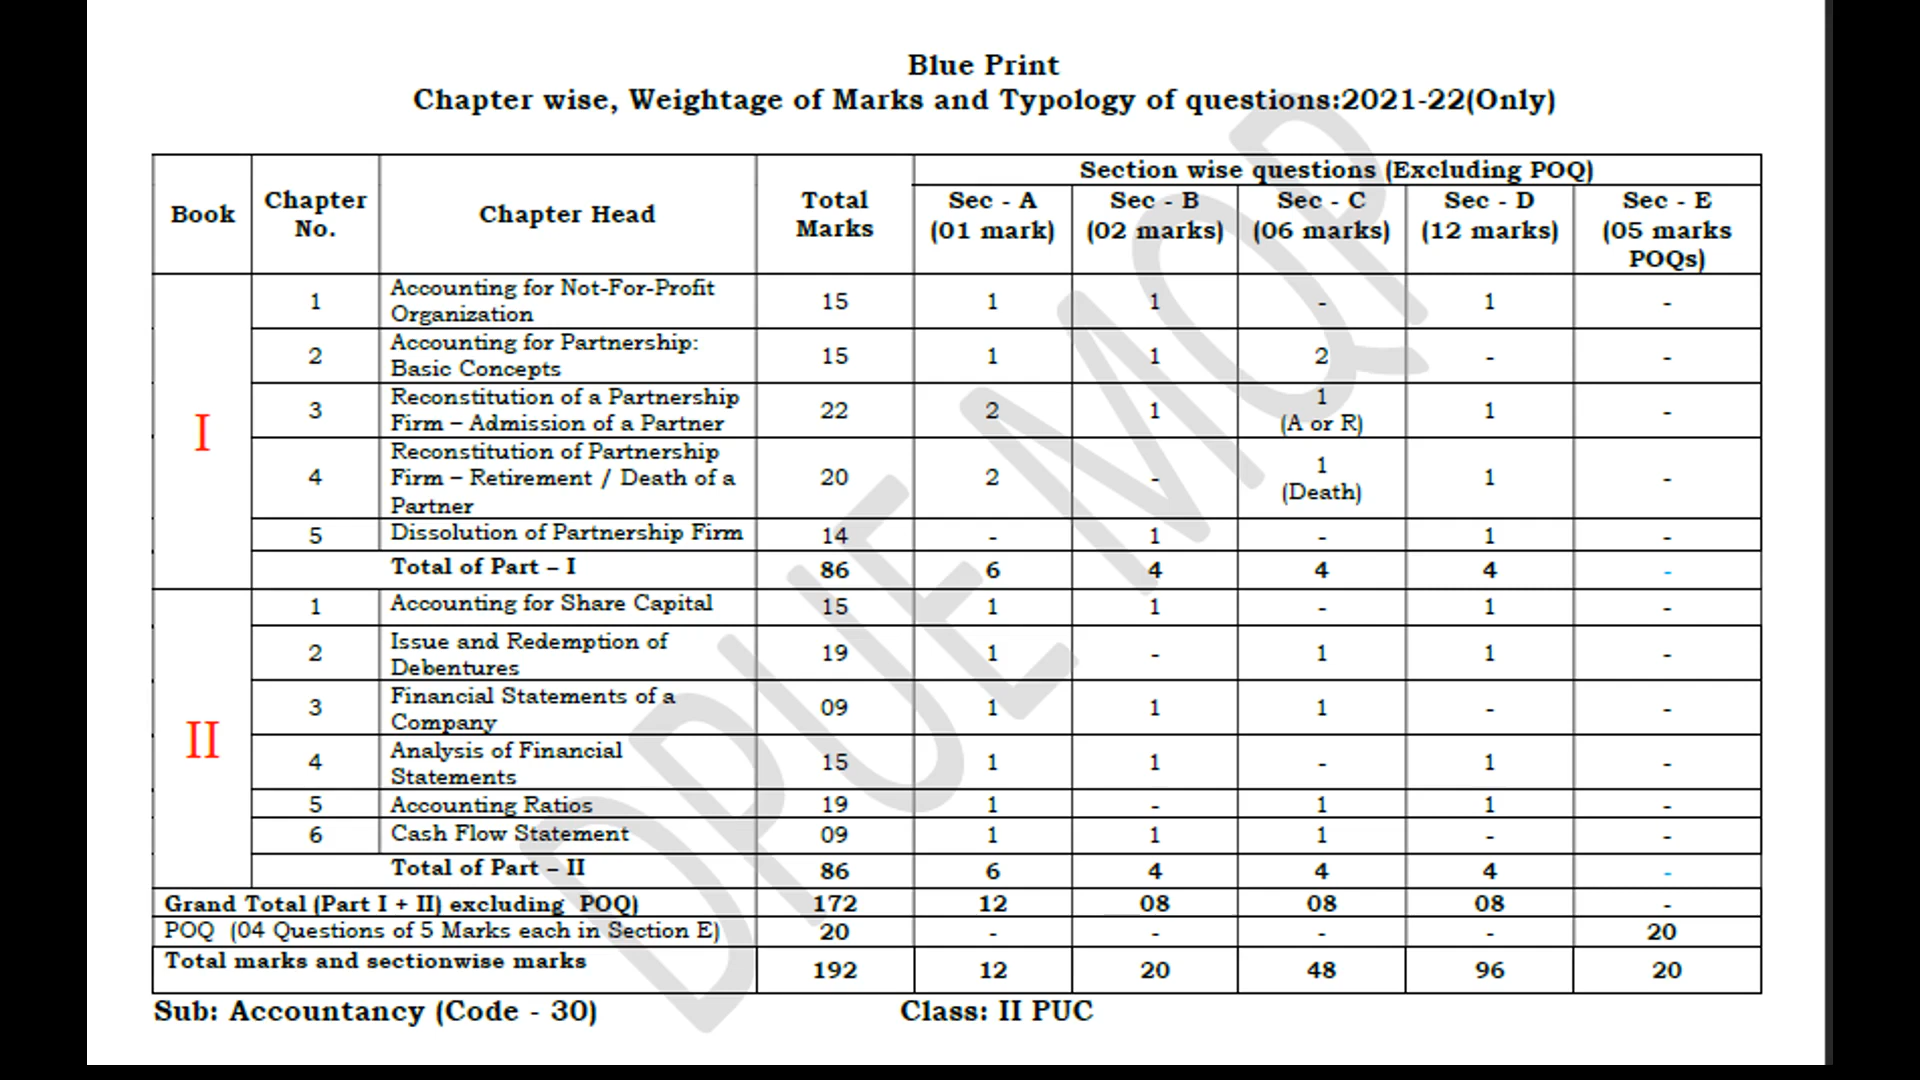 Blue Print
Chapter wise, Weightage of Marks and Typology of questions:2021-22(Only)
Book Chapter No. Chapter Head Total Marks Section wise questions (Excluding POQ)
Sec - A (01 mark) Sec - B (02 marks) Sec - C (06 marks) Sec - D (12 marks) Sec - E (05 marks POQs)
I
1 Accounting for Not-For-Profit Organization 15 1 1 - 1 -
2 Accounting for Partnership: Basic Concepts 15 1 1 2 - -
3 Reconstitution of a Partnership Firm – Admission of a Partner 22 2 1 1 (A or R) 1 -
4 Reconstitution of Partnership Firm – Retirement / Death of a Partner 20 2 - 1 (Death) 1 -
5 Dissolution of Partnership Firm 14 - 1 - 1 -
Total of Part – I 86 6 4 4 4 -
II
1 Accounting for Share Capital 15 1 1 - 1 -
2 Issue and Redemption of Debentures 19 1 - 1 1 -
3 Financial Statements of a Company 09 1 1 1 - -
4 Analysis of Financial Statements 15 1 1 - 1 -
5 Accounting Ratios 19 1 - 1 1 -
6 Cash Flow Statement 09 1 1 1 - -
Total of Part – II 86 6 4 4 4 -
Grand Total (Part I + II) excluding POQ) 172 12 08 08 08 -
POQ (04 Questions of 5 Marks each in Section E) 20 - - - - 20
Total marks and sectionwise marks 192 12 20 48 96 20
Sub: Accountancy (Code - 30) Class: II PUC
DPUE MQP